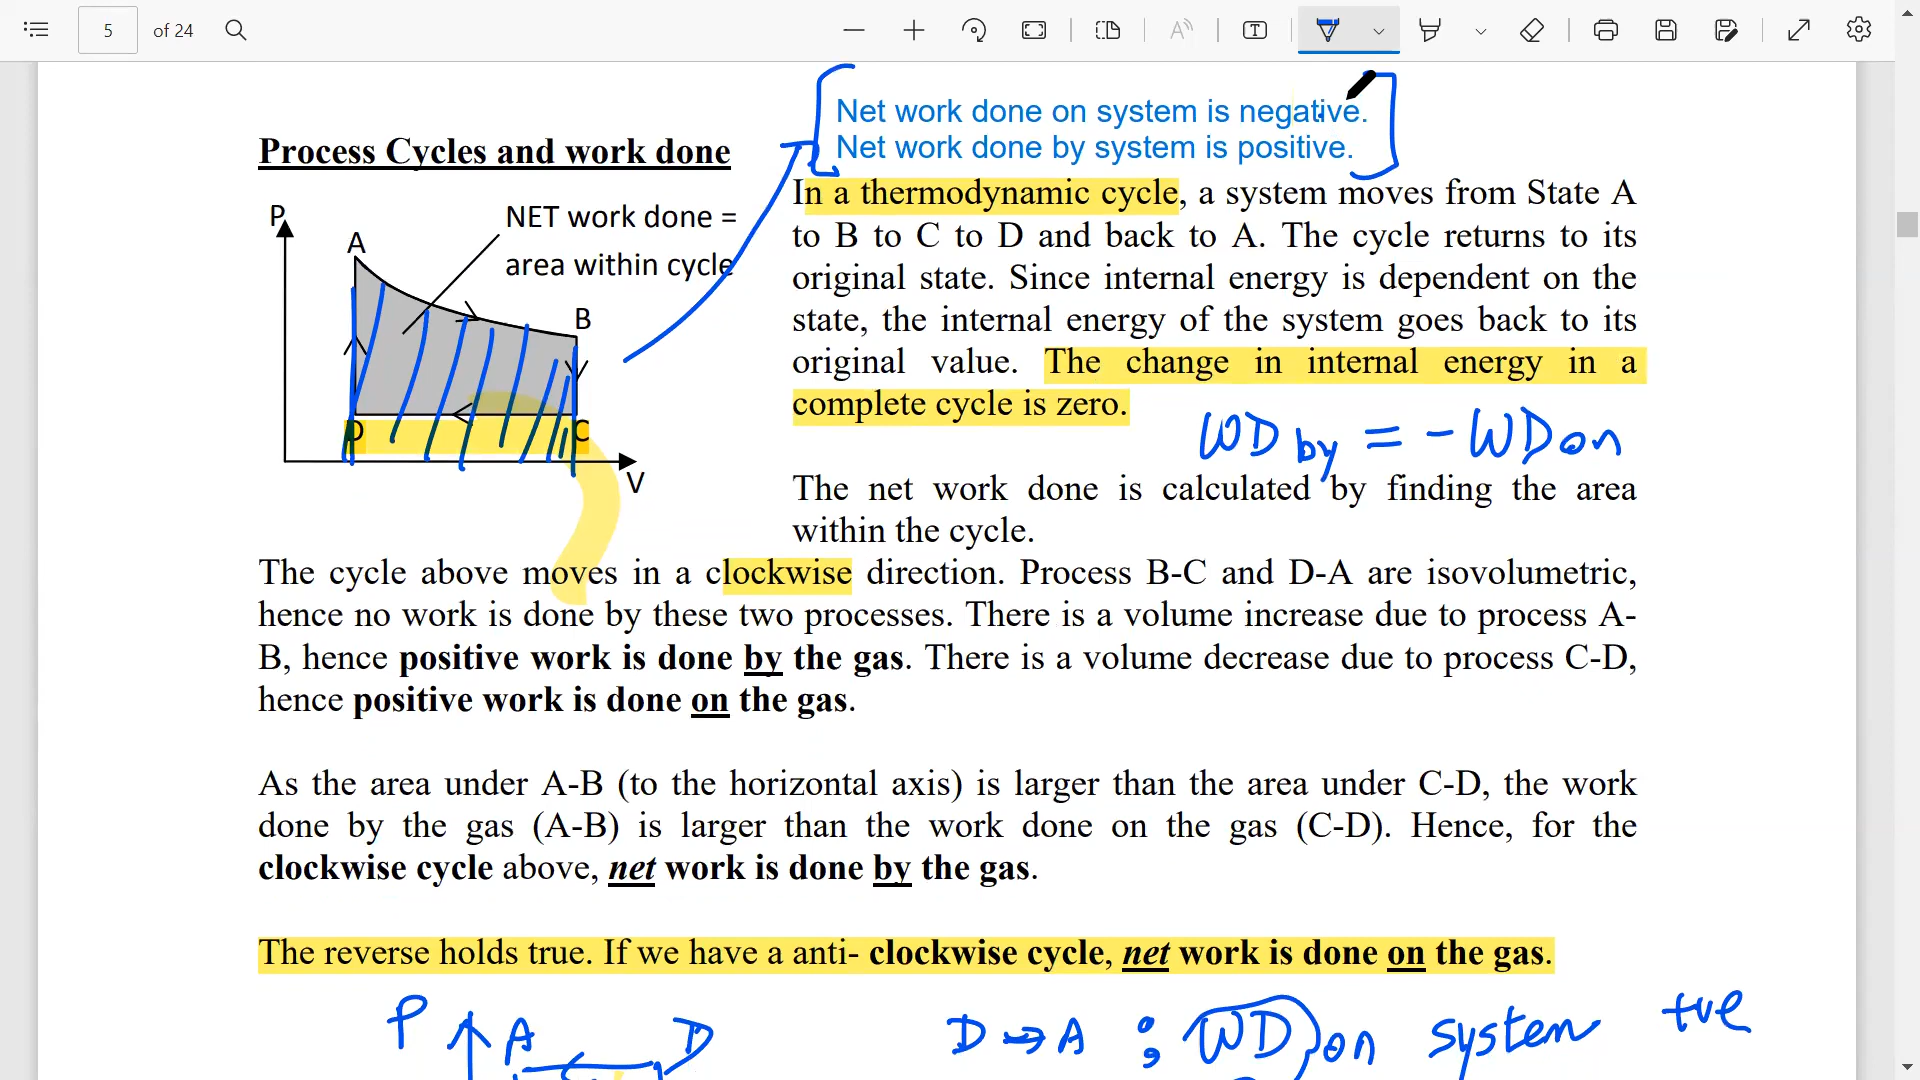 5 of 24
Net work done on system is negative.
Net work done by system is positive.
Process Cycles and work done
P
A
NET work done =
area within cycle
B
D
C
V
In a thermodynamic cycle, a system moves from State A
to B to C to D and back to A. The cycle returns to its
original state. Since internal energy is dependent on the
state, the internal energy of the system goes back to its
original value. The change in internal energy in a
complete cycle is zero.
WD by = - WD on
The net work done is calculated by finding the area
within the cycle.
The cycle above moves in a clockwise direction. Process B-C and D-A are isovolumetric,
hence no work is done by these two processes. There is a volume increase due to process A-
B, hence positive work is done by the gas. There is a volume decrease due to process C-D,
hence positive work is done on the gas.
As the area under A-B (to the horizontal axis) is larger than the area under C-D, the work
done by the gas (A-B) is larger than the work done on the gas (C-D). Hence, for the
clockwise cycle above, net work is done by the gas.
The reverse holds true. If we have a anti- clockwise cycle, net work is done on the gas.
P
A
D
D → A : WD on system +ve